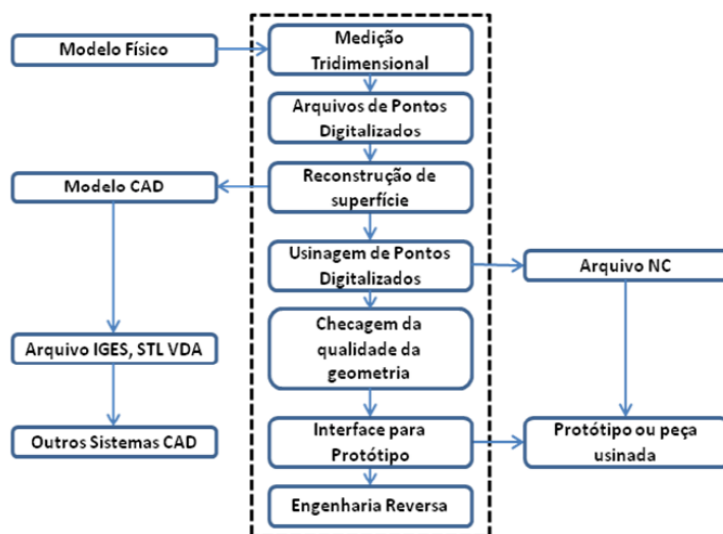 Modelo Físico
Medição
Tridimensional
Arquivos de Pontos
Digitalizados
Modelo CAD
Reconstrução de
superfície
Usinagem de Pontos
Digitalizados
Arquivo NC
Arquivo IGES, STL VDA
Checagem da
qualidade da
geometria
Outros Sistemas CAD
Interface para
Protótipo
Protótipo ou peça
usinada
Engenharia Reversa